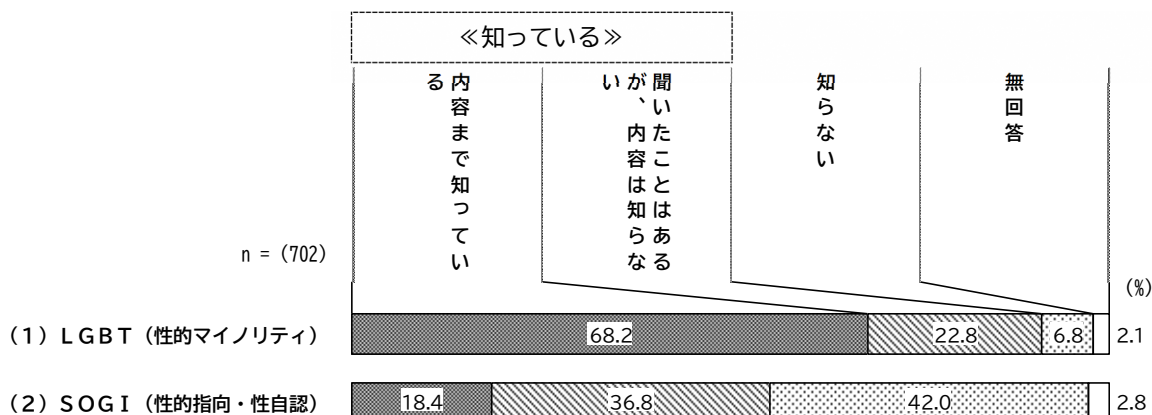 ≪知っている≫
内容まで知ってい
る
聞いたことはある
が、内容は知らな
い
知らない
無回答
n = (702)
(%)
（1）ＬＧＢＴ（性的マイノリティ） 68.2 22.8 6.8 2.1
（2）ＳＯＧＩ（性的指向・性自認） 18.4 36.8 42.0 2.8